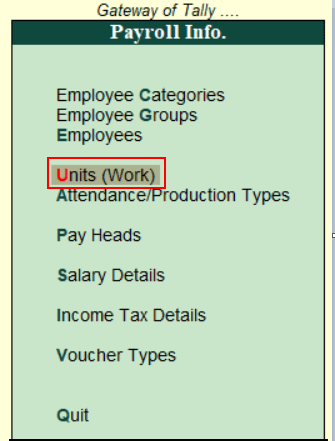 Gateway of Tally ....
Payroll Info.
Employee Categories
Employee Groups
Employees
Units (Work)
Attendance/Production Types
Pay Heads
Salary Details
Income Tax Details
Voucher Types
Quit